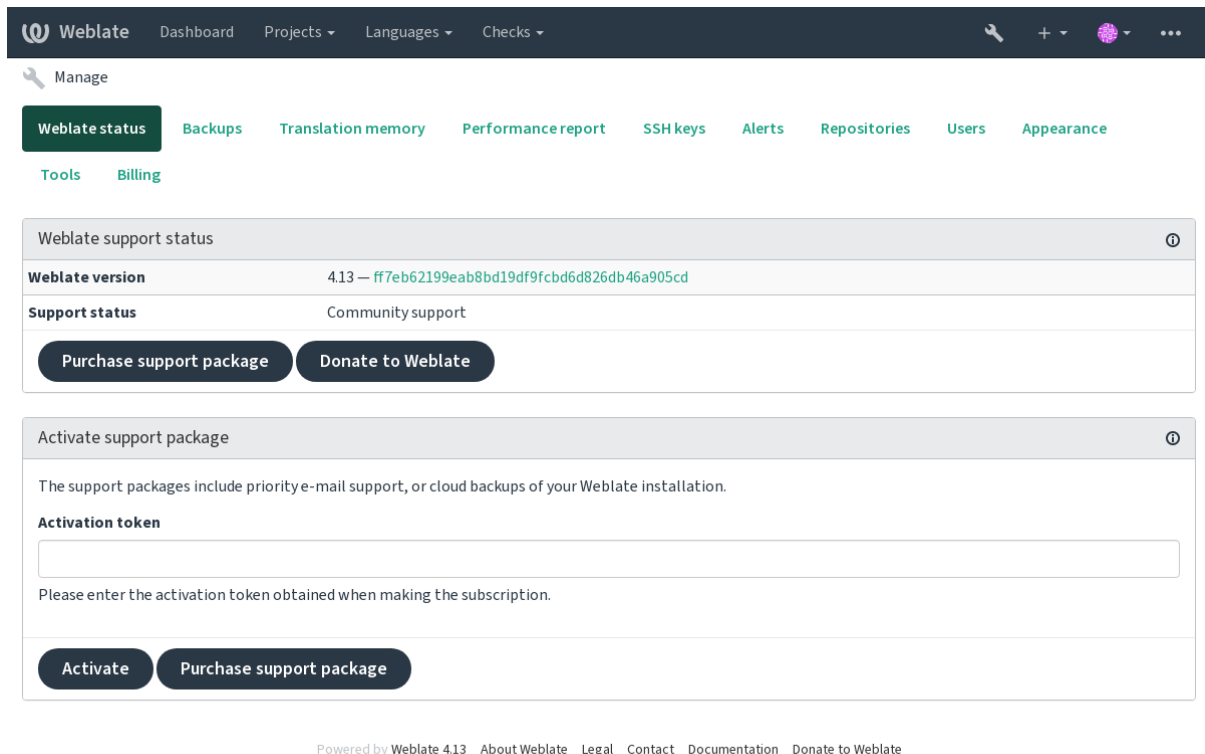 Weblate Dashboard Projects Languages Checks
Manage
Weblate status Backups Translation memory Performance report SSH keys Alerts Repositories Users Appearance
Tools Billing
Weblate support status
Weblate version 4.13 — ff7eb62199eab8bd19df9fcbd6d826db46a905cd
Support status Community support
Purchase support package Donate to Weblate
Activate support package
The support packages include priority e-mail support, or cloud backups of your Weblate installation.
Activation token
Please enter the activation token obtained when making the subscription.
Activate Purchase support package
Powered by Weblate 4.13 About Weblate Legal Contact Documentation Donate to Weblate